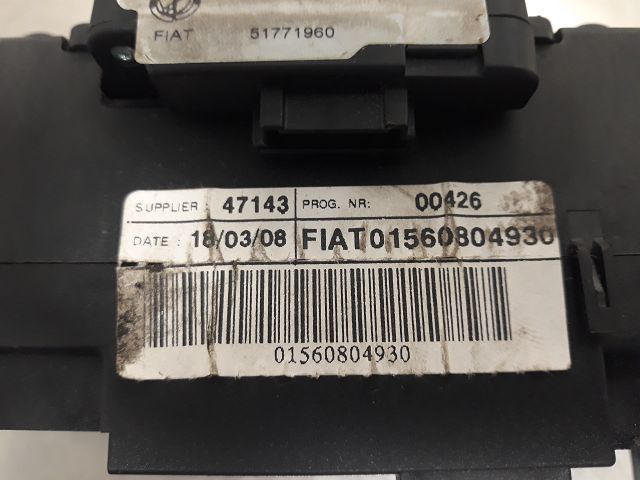 FIAT 51771960
SUPPLIER : 47143 PROG. NR: 00426
DATE : 18/03/08 FIAT01560804930
01560804930